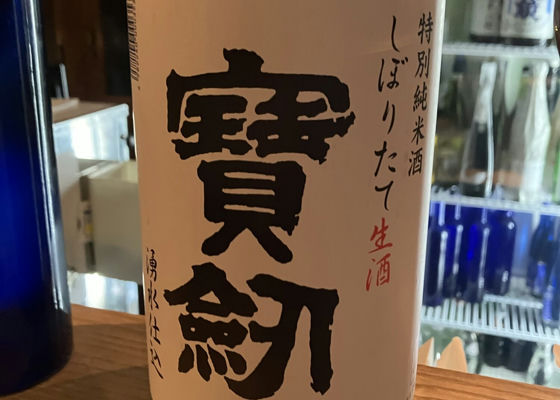 特別純米酒
しぼりたて生酒
寶劔
湧水仕込